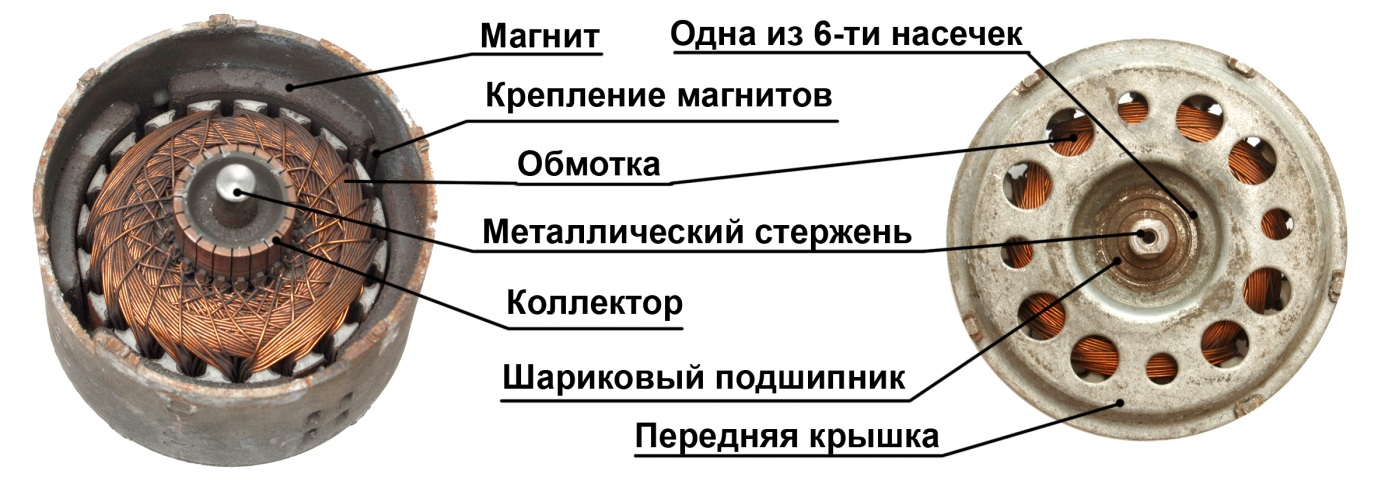 Магнит
Одна из 6-ти насечек
Крепление магнитов
Обмотка
Металлический стержень
Коллектор
Шариковый подшипник
Передняя крышка